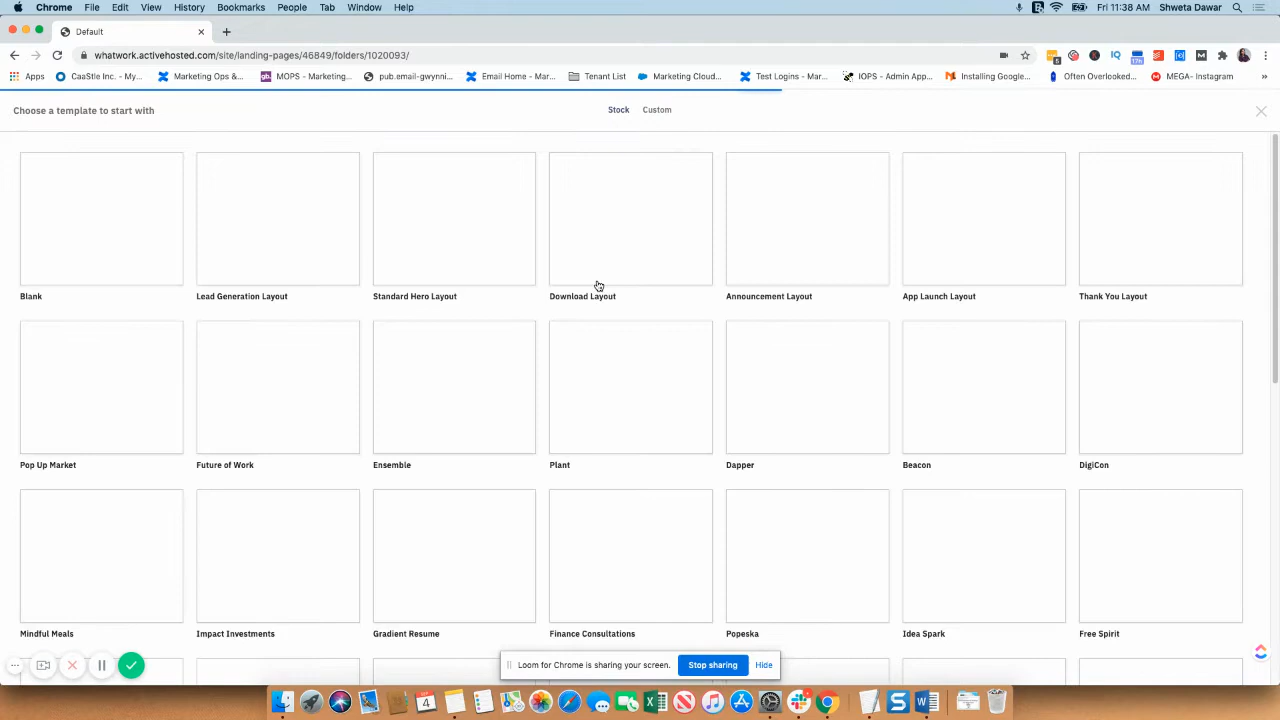 Chrome File Edit View History Bookmarks People Tab Window Help Fri 11:38 AM Shweta Dawar
Default
whatwork.activehosted.com/site/landing-pages/46849/folders/1020093/
Apps CaaStle Inc. - My... Marketing Ops &... MOPS - Marketing... pub.email-gwynni... Email Home - Mar... Tenant List Marketing Cloud... Test Logins - Mar... IOPS - Admin App... Installing Google... Often Overlooked... MEGA- Instagram
Choose a template to start with Stock Custom
Blank Lead Generation Layout Standard Hero Layout Download Layout Announcement Layout App Launch Layout Thank You Layout
Pop Up Market Future of Work Ensemble Plant Dapper Beacon DigiCon
Mindful Meals Impact Investments Gradient Resume Finance Consultations Popeska Idea Spark Free Spirit
Loom for Chrome is sharing your screen. Stop sharing Hide